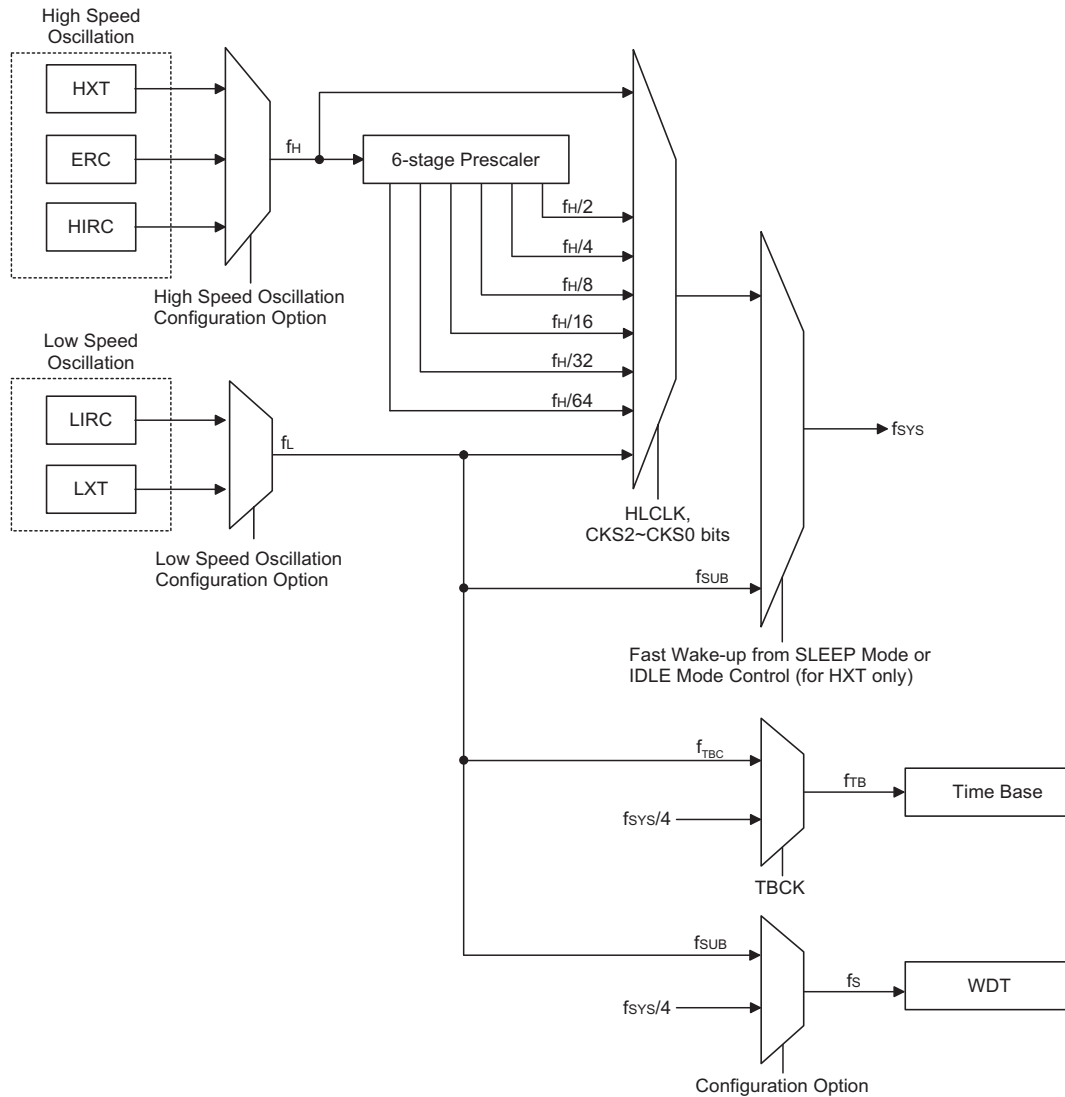 High Speed
Oscillation
HXT
ERC
HIRC
fH
6-stage Prescaler
fH/2
fH/4
fH/8
fH/16
fH/32
fH/64
High Speed Oscillation
Configuration Option
Low Speed
Oscillation
LIRC
LXT
fL
Low Speed Oscillation
Configuration Option
HLCLK,
CKS2~CKS0 bits
fSYS
fSUB
Fast Wake-up from SLEEP Mode or
IDLE Mode Control (for HXT only)
fTBC
fSYS/4
fTB
Time Base
TBCK
fSUB
fSYS/4
fS
WDT
Configuration Option